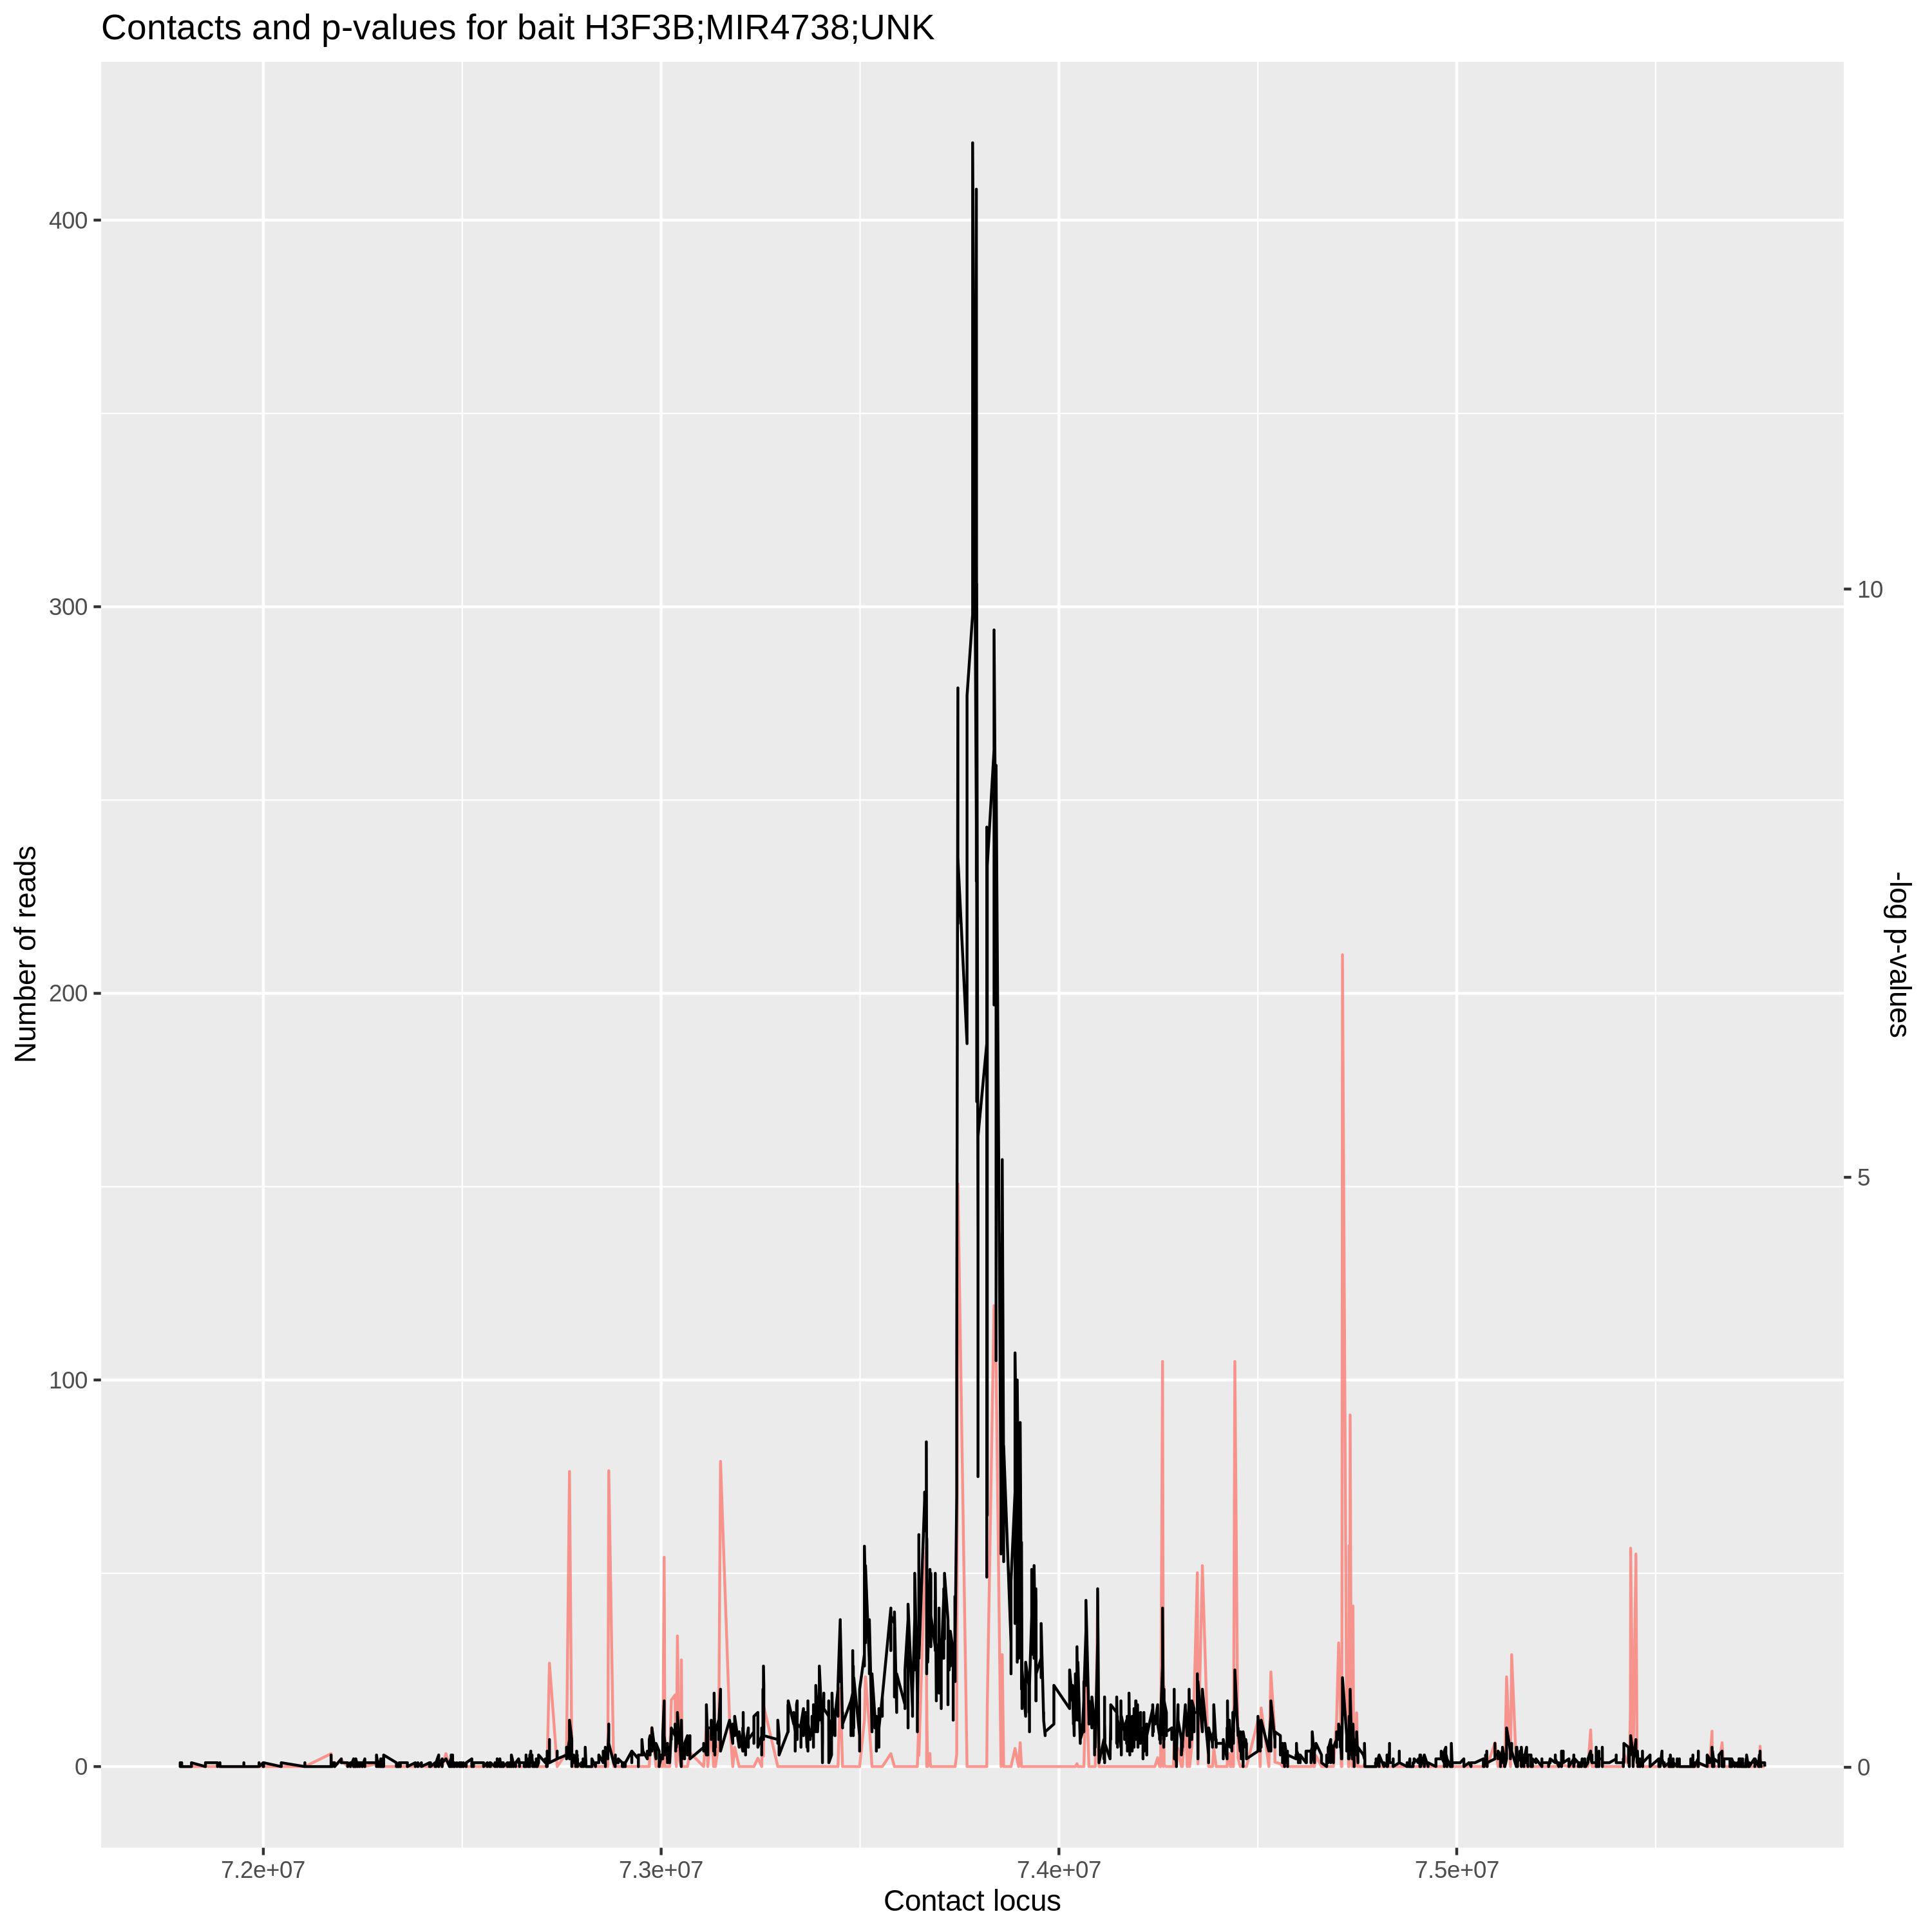 Contacts and p-values for bait H3F3B;MIR4738;UNK
400
300
200
100
0
Number of reads
10
5
0
-log p-values
7.2e+07
7.3e+07
7.4e+07
7.5e+07
Contact locus